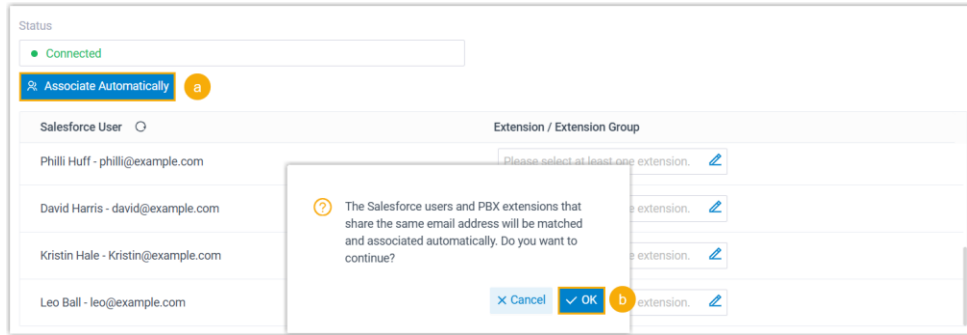 Status
Connected
Associate Automatically a
Salesforce User Extension / Extension Group
Philli Huff - philli@example.com Please select at least one extension.
David Harris - david@example.com e extension.
Kristin Hale - Kristin@example.com e extension.
Leo Ball - leo@example.com e extension.
? The Salesforce users and PBX extensions that
share the same email address will be matched
and associated automatically. Do you want to
continue?
Cancel OK b